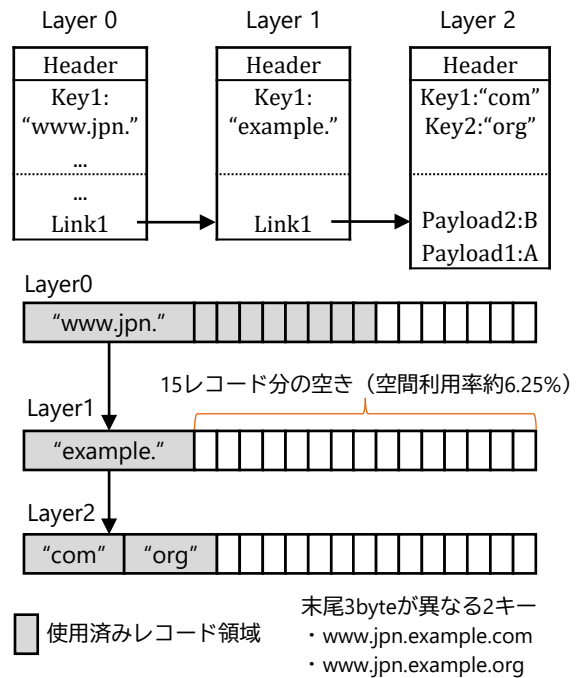 Layer 0 Layer 1 Layer 2
Header Header Header
Key1: Key1: Key1:“com”
“www.jpn.” “example.” Key2:“org”
...
...
Link1 Link1 Payload2:B
Payload1:A
Layer0
“www.jpn.”
15レコード分の空き（空間利用率約6.25%）
Layer1
“example.”
Layer2
“com” “org”
使用済みレコード領域
末尾3byteが異なる2キー
・www.jpn.example.com
・www.jpn.example.org